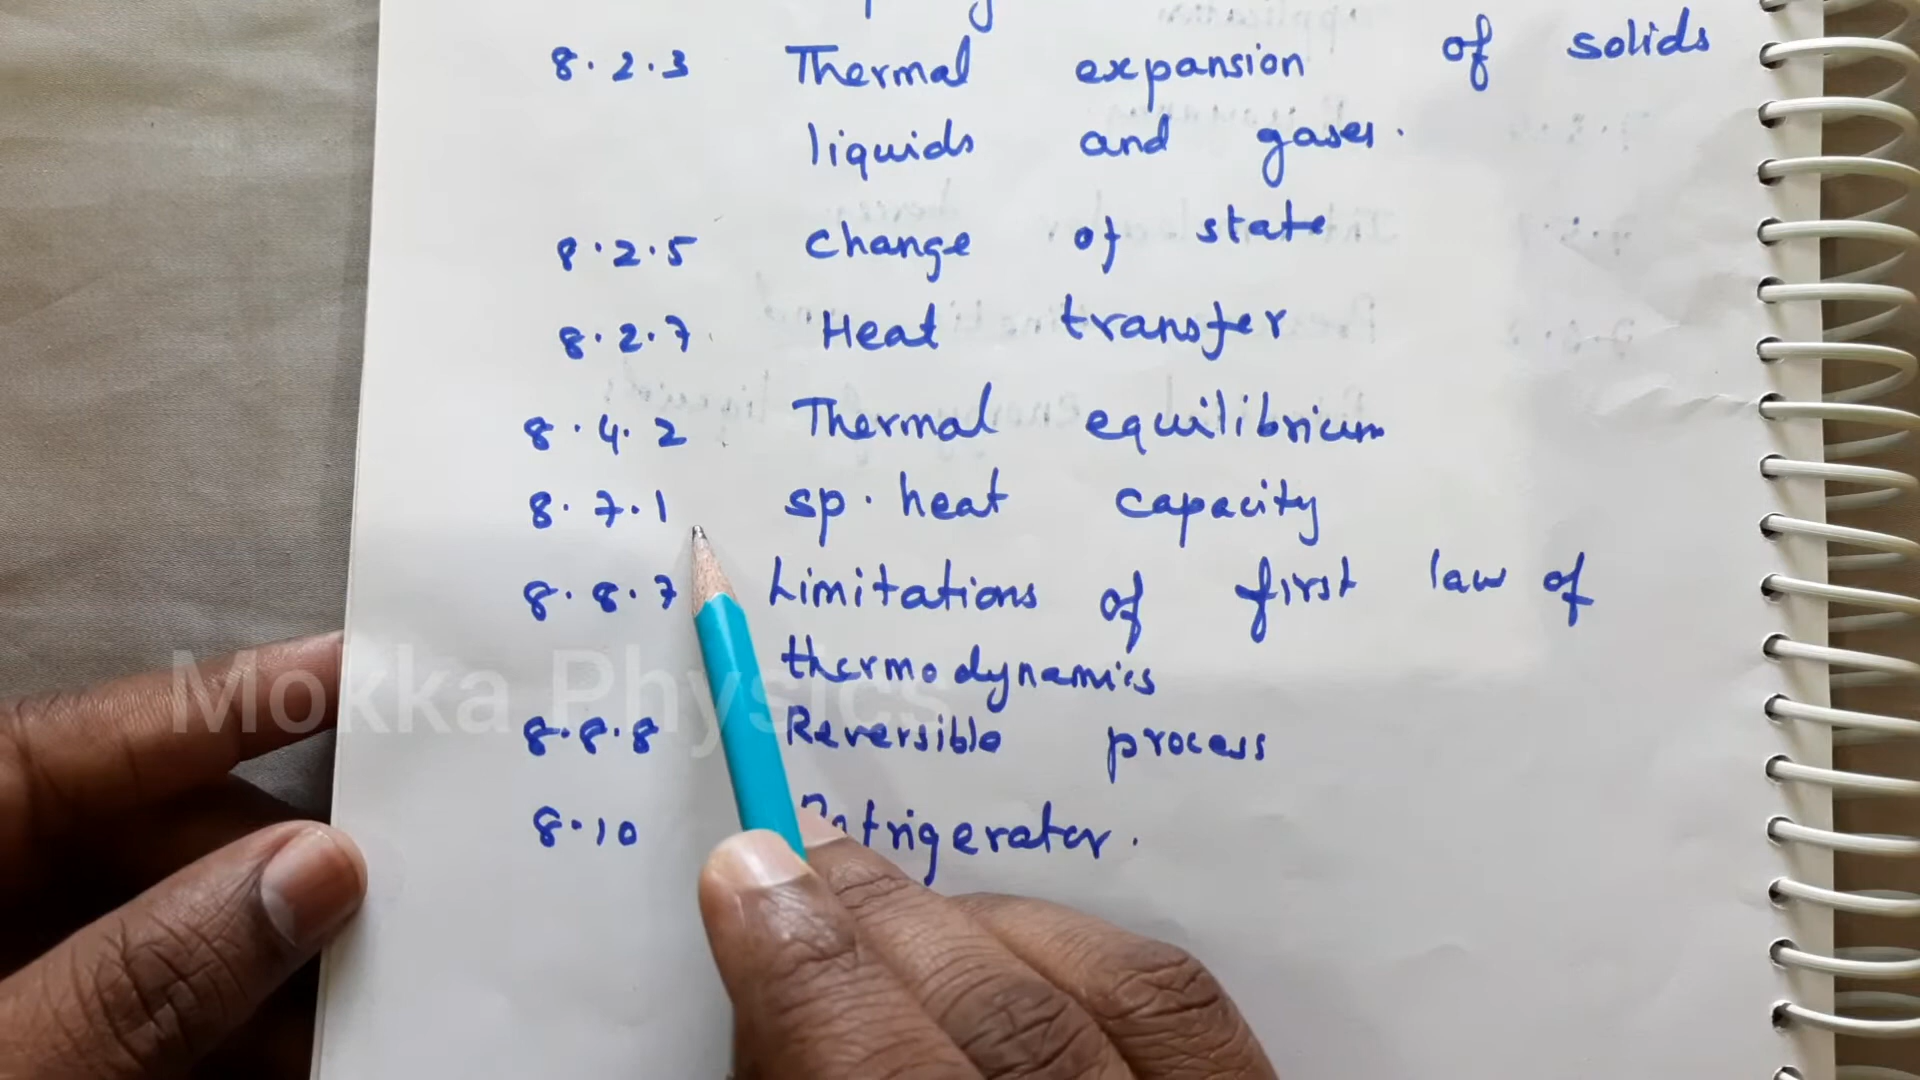 8.2.3 Thermal expansion of solids
liquids and gases.
8.2.5 change of state
8.2.7 Heat transfer
8.4.2 Thermal equilibrium
8.7.1 sp. heat capacity
8.8.7 Limitations of first law of
thermodynamics
Mokka Physics
8.8.8 Reversible process
8.10 Refrigerator.